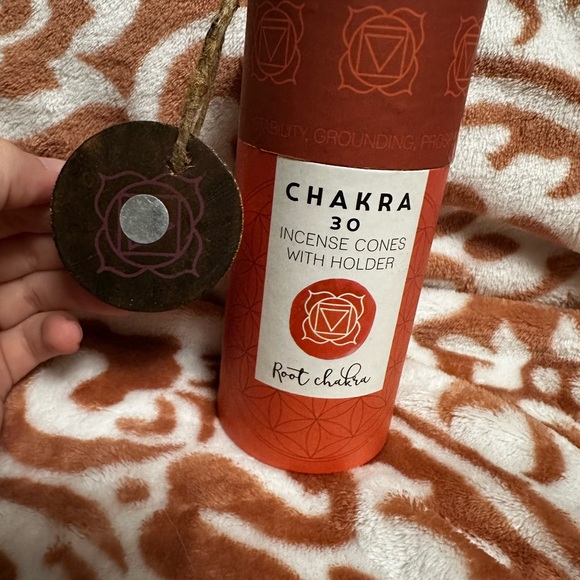 STABILITY, GROUNDING, PROS
CHAKRA
30
INCENSE CONES
WITH HOLDER
Root chakra